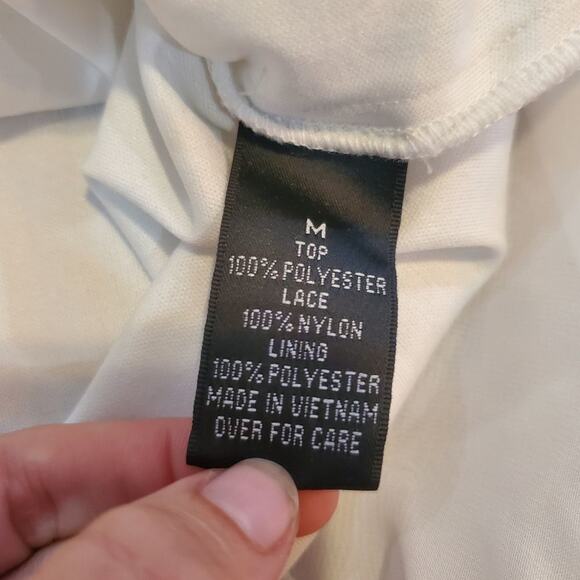 M
TOP
100% POLYESTER
LACE
100% NYLON
LINING
100% POLYESTER
MADE IN VIETNAM
OVER FOR CARE